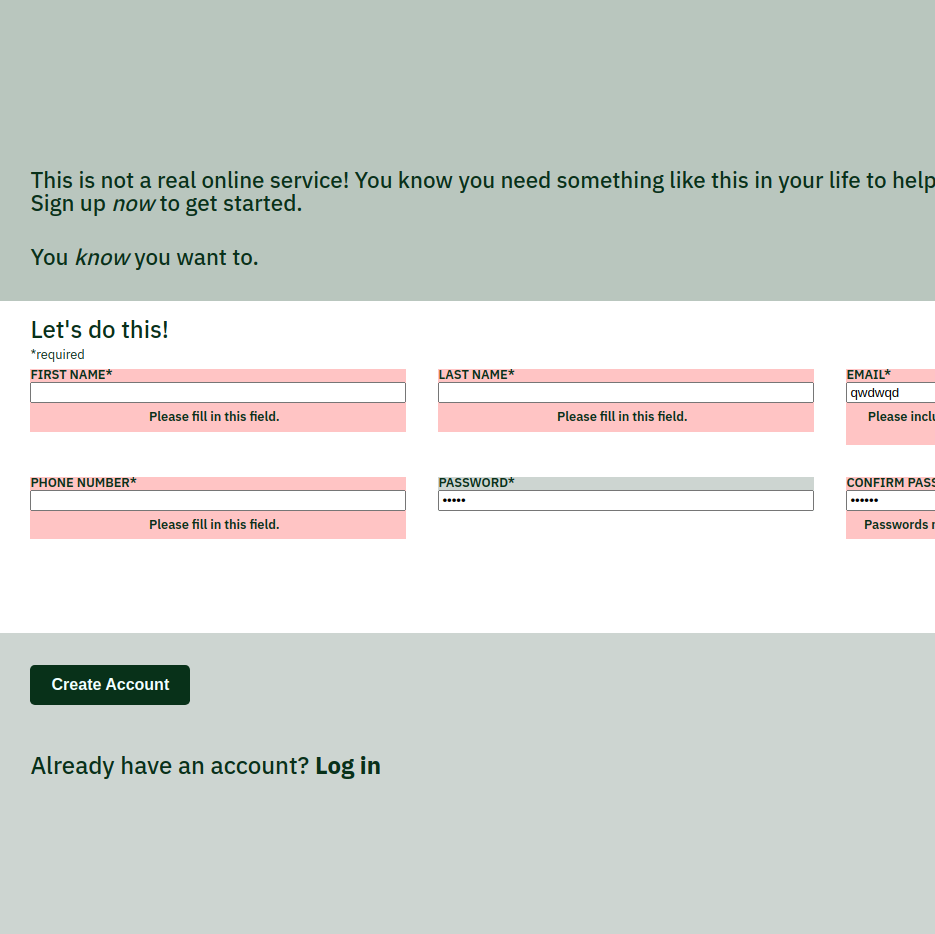 This is not a real online service! You know you need something like this in your life to help
Sign up now to get started.
You know you want to.
Let's do this!
*required
FIRST NAME* LAST NAME* EMAIL*
qwdwqd
Please fill in this field. Please fill in this field. Please
PHONE NUMBER* PASSWORD* CONFIRM
••••• ••••••
Please fill in this field. Passwords
Create Account
Already have an account? Log in